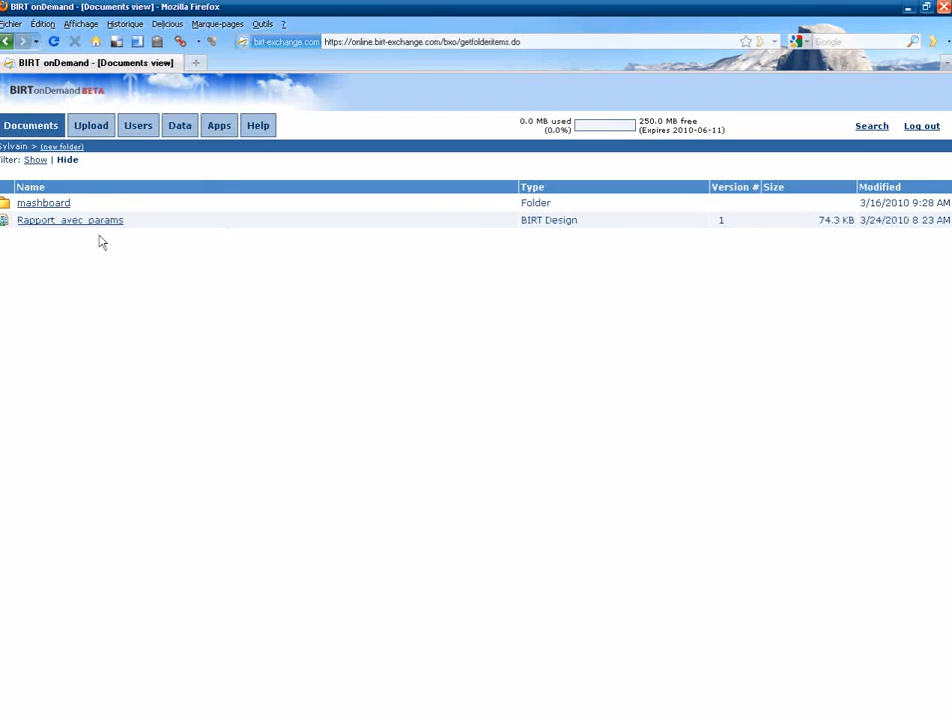 BIRT onDemand - [Documents view] - Mozilla Firefox
Fichier Édition Affichage Historique Delicious Marque-pages Outils ?
birt-exchange.com https://online.birt-exchange.com/bxo/getfolderitems.do Google
BIRT onDemand - [Documents view]
BIRTonDemand BETA
Documents Upload Users Data Apps Help 0.0 MB used 250.0 MB free Search Log out
(0.0%) (Expires 2010-06-11)
Sylvain > (new folder)
ilter: Show | Hide
Name Type Version # Size Modified
mashboard Folder 3/16/2010 9:28 AM
Rapport_avec_params BIRT Design 1 74.3 KB 3/24/2010 8:23 AM